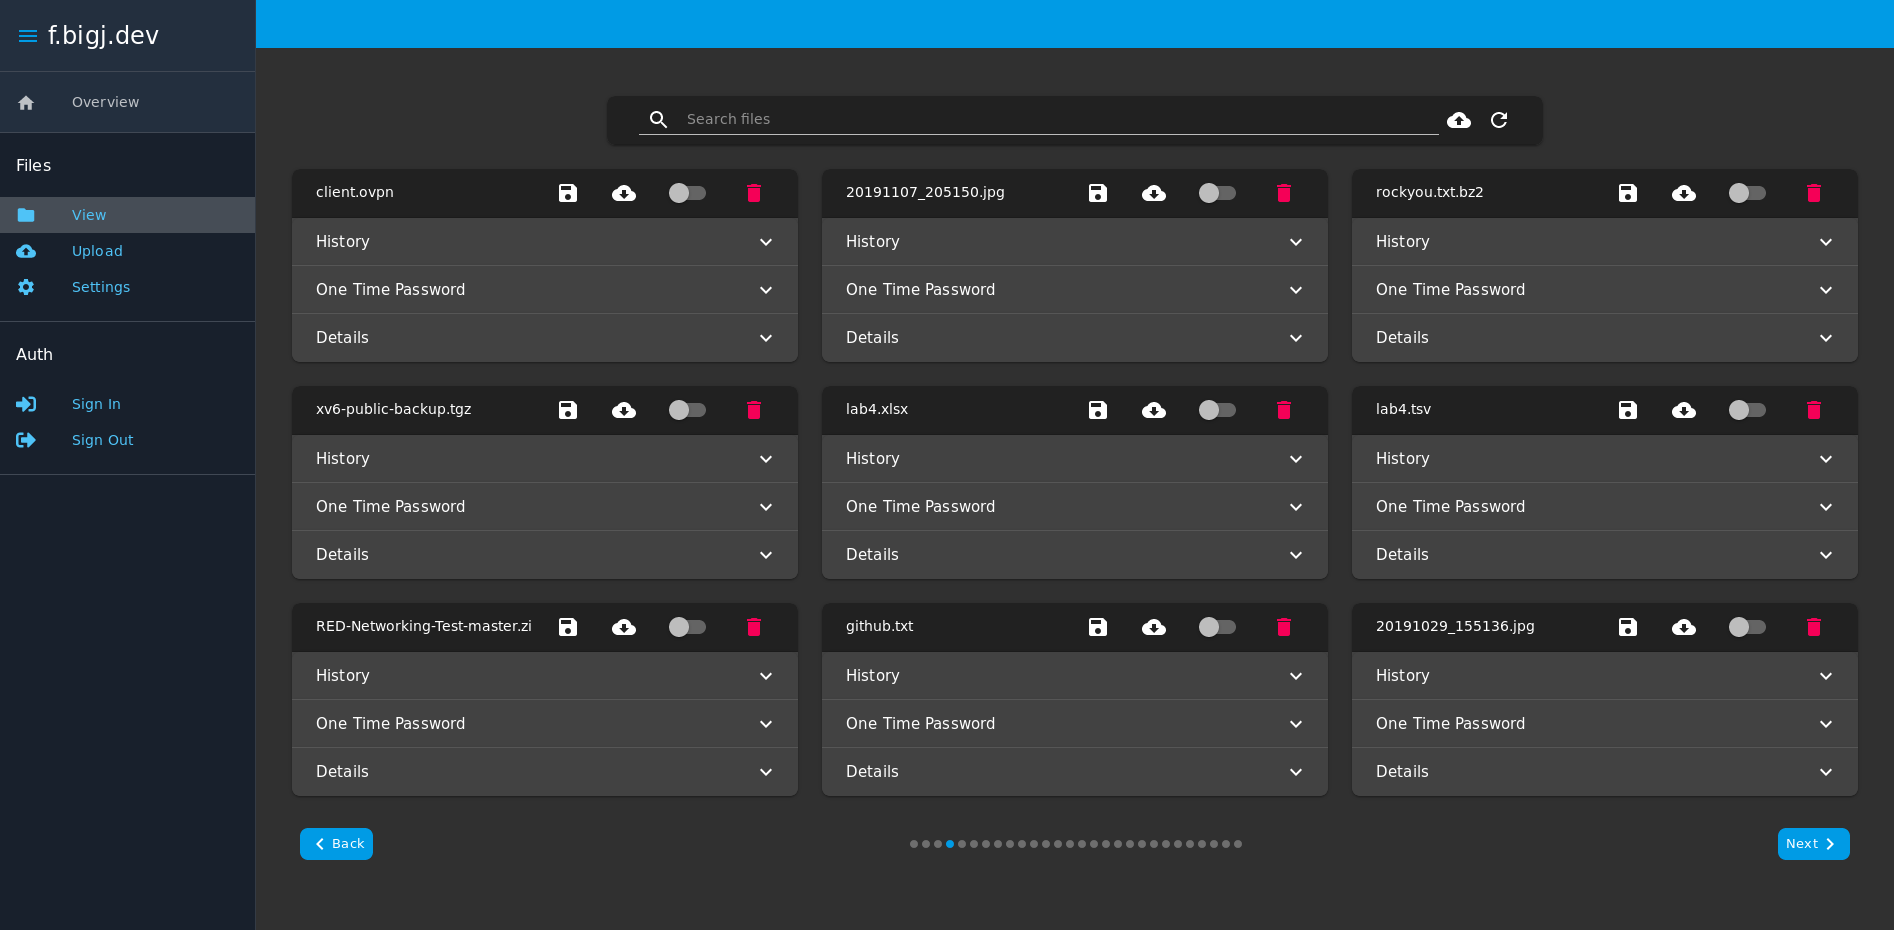 f.bigj.dev
Overview
Files
View
Upload
Settings
Auth
Sign In
Sign Out
Search files
client.ovpn
History
One Time Password
Details
20191107_205150.jpg
History
One Time Password
Details
rockyou.txt.bz2
History
One Time Password
Details
xv6-public-backup.tgz
History
One Time Password
Details
lab4.xlsx
History
One Time Password
Details
lab4.tsv
History
One Time Password
Details
RED-Networking-Test-master.zi
History
One Time Password
Details
github.txt
History
One Time Password
Details
20191029_155136.jpg
History
One Time Password
Details
Back
Next